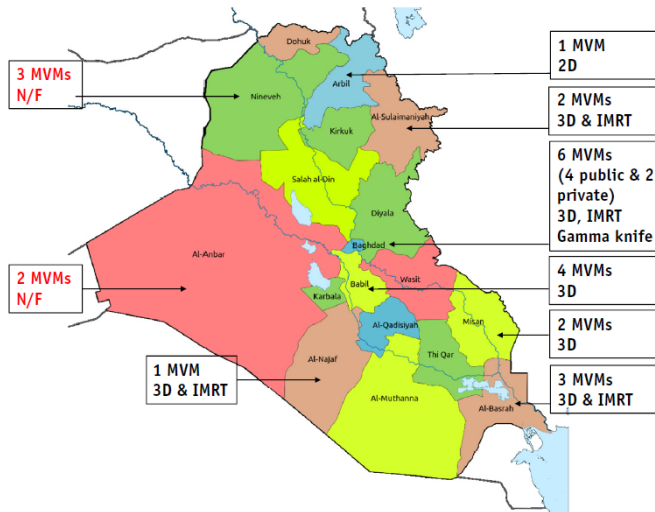 Dohuk
1 MVM
2D
3 MVMs
N/F
Arbil
Nineveh
Al-Sulaimaniyah
2 MVMs
3D & IMRT
Kirkuk
6 MVMs
(4 public & 2
private)
3D, IMRT
Gamma knife
Salah al-Din
Diyala
Baghdad
Al-Anbar
4 MVMs
3D
2 MVMs
N/F
Wasit
Babil
Karbala
Misan
2 MVMs
3D
Al-Qadisiyah
Thi Qar
1 MVM
3D & IMRT
Al-Najaf
3 MVMs
3D & IMRT
Al-Muthanna
Al-Basrah